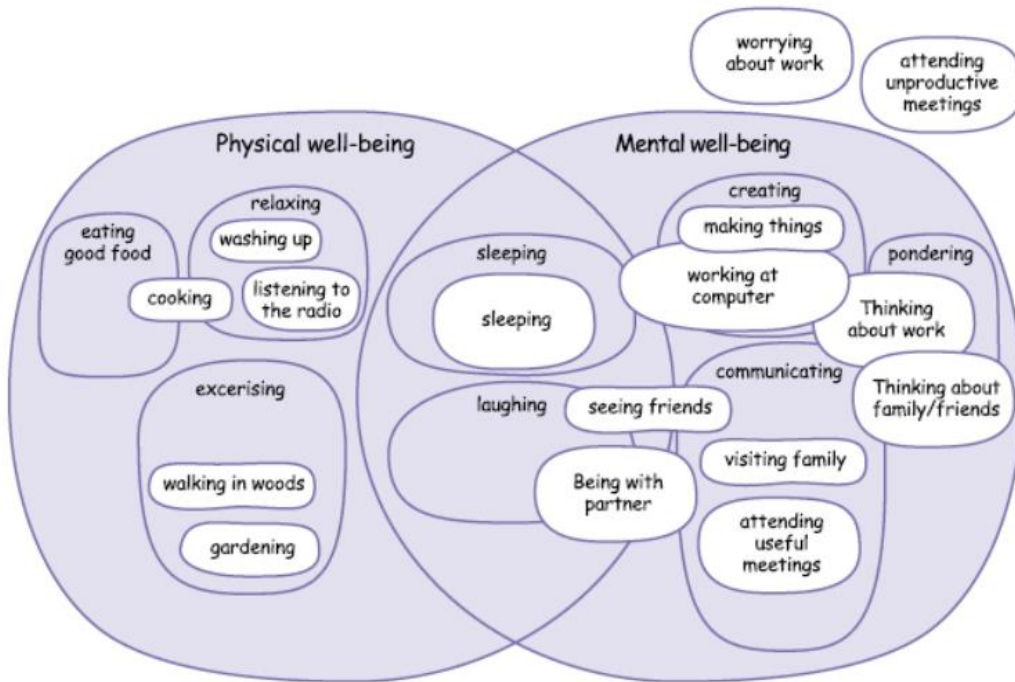 worrying
about work
attending
unproductive
meetings
Physical well-being
Mental well-being
relaxing
washing up
listening to
the radio
eating
good food
cooking
excerising
walking in woods
gardening
sleeping
sleeping
laughing
seeing friends
Being with
partner
creating
making things
working at
computer
pondering
Thinking
about work
Thinking about
family/friends
communicating
visiting family
attending
useful
meetings